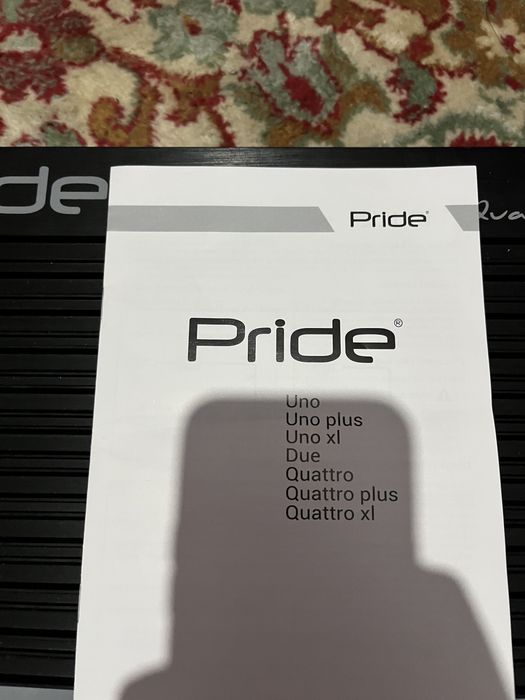 de
Qua
Pride
Pride®
Uno
Uno plus
Uno xl
Due
Quattro
Quattro plus
Quattro xl